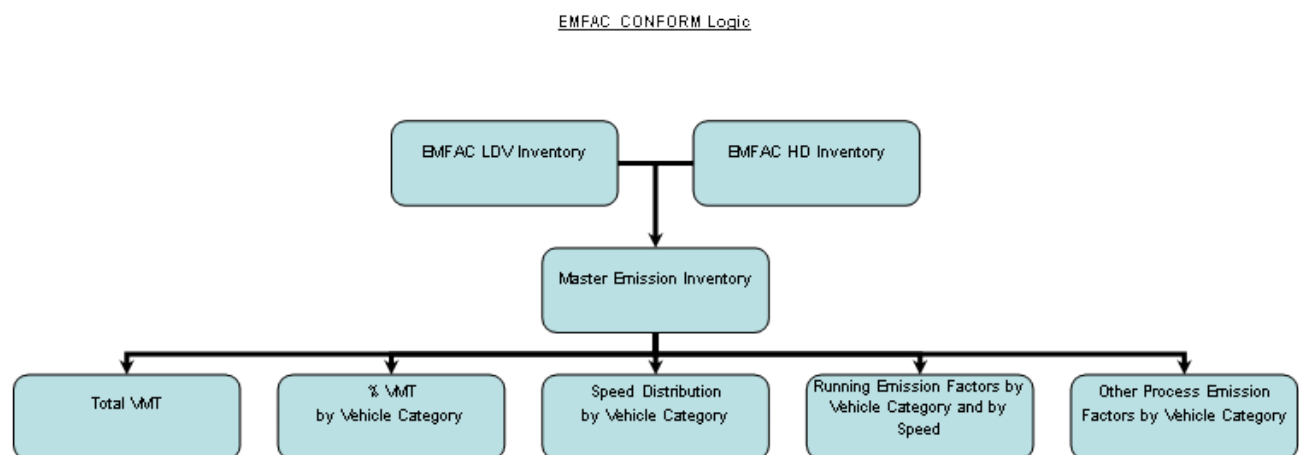 EMFAC CONFORM Logic
EMFAC LDV Inventory
EMFAC HD Inventory
Master Emission Inventory
Total VMT
% VMT
by Vehicle Category
Speed Distribution
by Vehicle Category
Running Emission Factors by
Vehicle Category and by
Speed
Other Process Emission
Factors by Vehicle Category